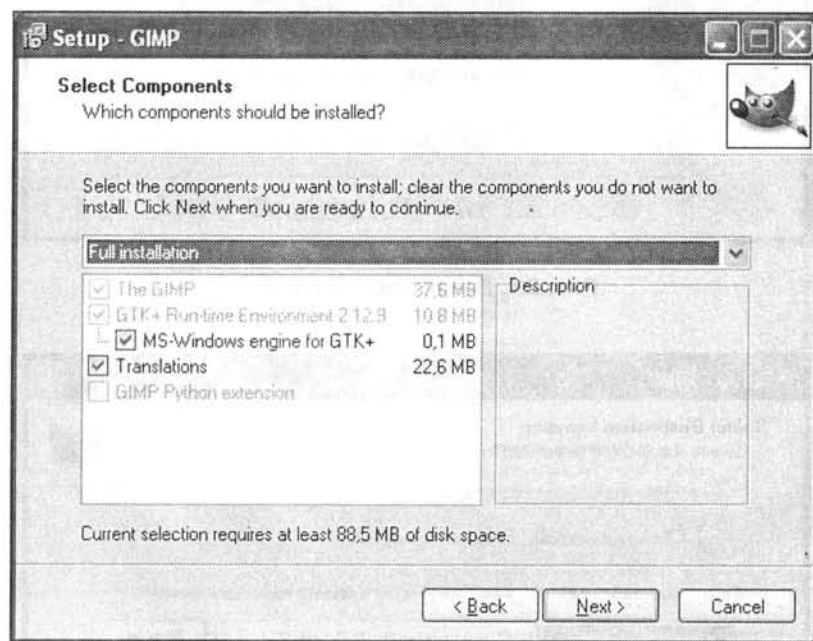 Setup - GIMP
Select Components
Which components should be installed?
Select the components you want to install; clear the components you do not want to
install. Click Next when you are ready to continue.
Full installation
The GIMP 37,6 MB
GTK+ Run-time Environment 2.12.9 10,8 MB
MS-Windows engine for GTK+ 0,1 MB
Translations 22,6 MB
GIMP Python extension
Description
Current selection requires at least 88,5 MB of disk space.
< Back
Next >
Cancel